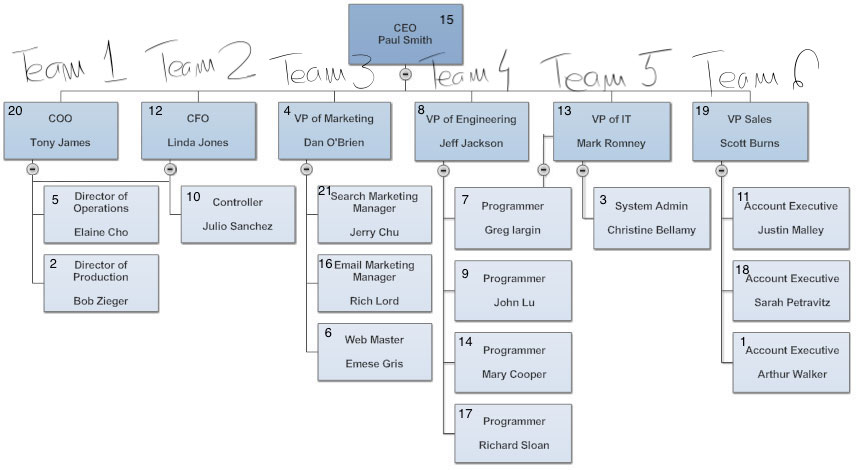 15
CEO
Paul Smith
Team 1 Team 2 Team 3 Team 4 Team 5 Team 6
20
COO
Tony James
12
CFO
Linda Jones
4
VP of Marketing
Dan O'Brien
8
VP of Engineering
Jeff Jackson
13
VP of IT
Mark Romney
19
VP Sales
Scott Burns
5
Director of
Operations
Elaine Cho
2
Director of
Production
Bob Zieger
10
Controller
Julio Sanchez
21
Search Marketing
Manager
Jerry Chu
16
Email Marketing
Manager
Rich Lord
6
Web Master
Emese Gris
7
Programmer
Greg Iargin
9
Programmer
John Lu
14
Programmer
Mary Cooper
17
Programmer
Richard Sloan
3
System Admin
Christine Bellamy
11
Account Executive
Justin Malley
18
Account Executive
Sarah Petravitz
1
Account Executive
Arthur Walker